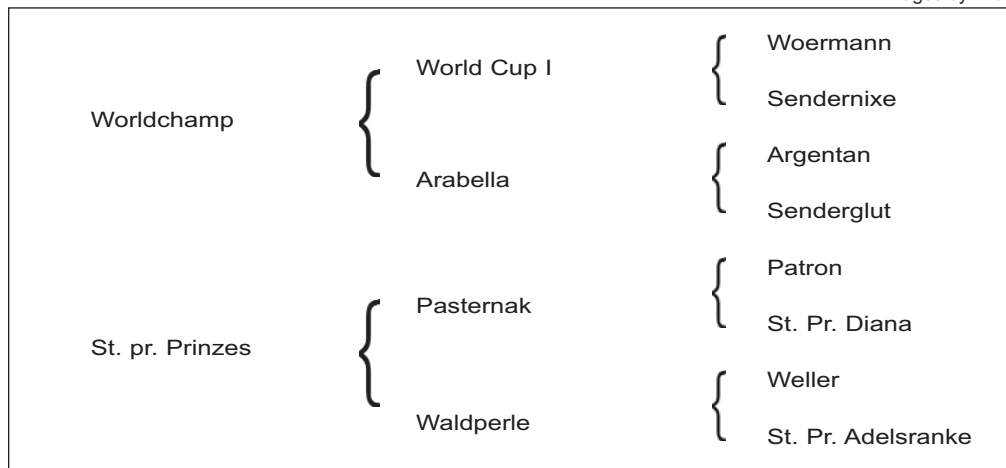 Woermann
World Cup I
Sendernixe
Worldchamp
Argentan
Arabella
Senderglut
Patron
Pasternak
St. Pr. Diana
St. pr. Prinzes
Weller
Waldperle
St. Pr. Adelsranke